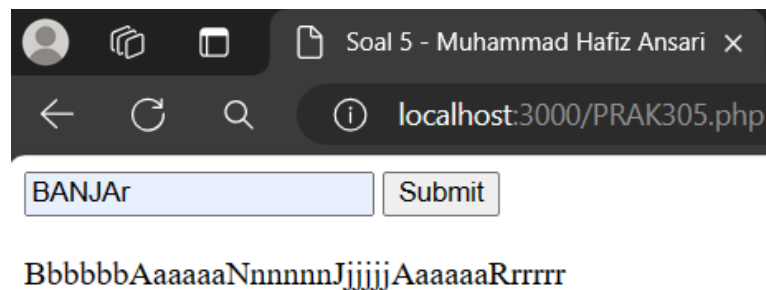 Soal 5 - Muhammad Hafiz Ansari
localhost:3000/PRAK305.php
BANJAr Submit
BbbbbbAaaaaaNnnnnnJjjjjjAaaaaaRrrrrr